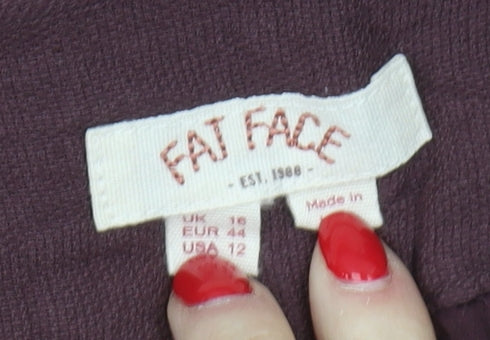 FAT FACE
- EST. 1988 -
UK 16
EUR 44
USA 12
Made in